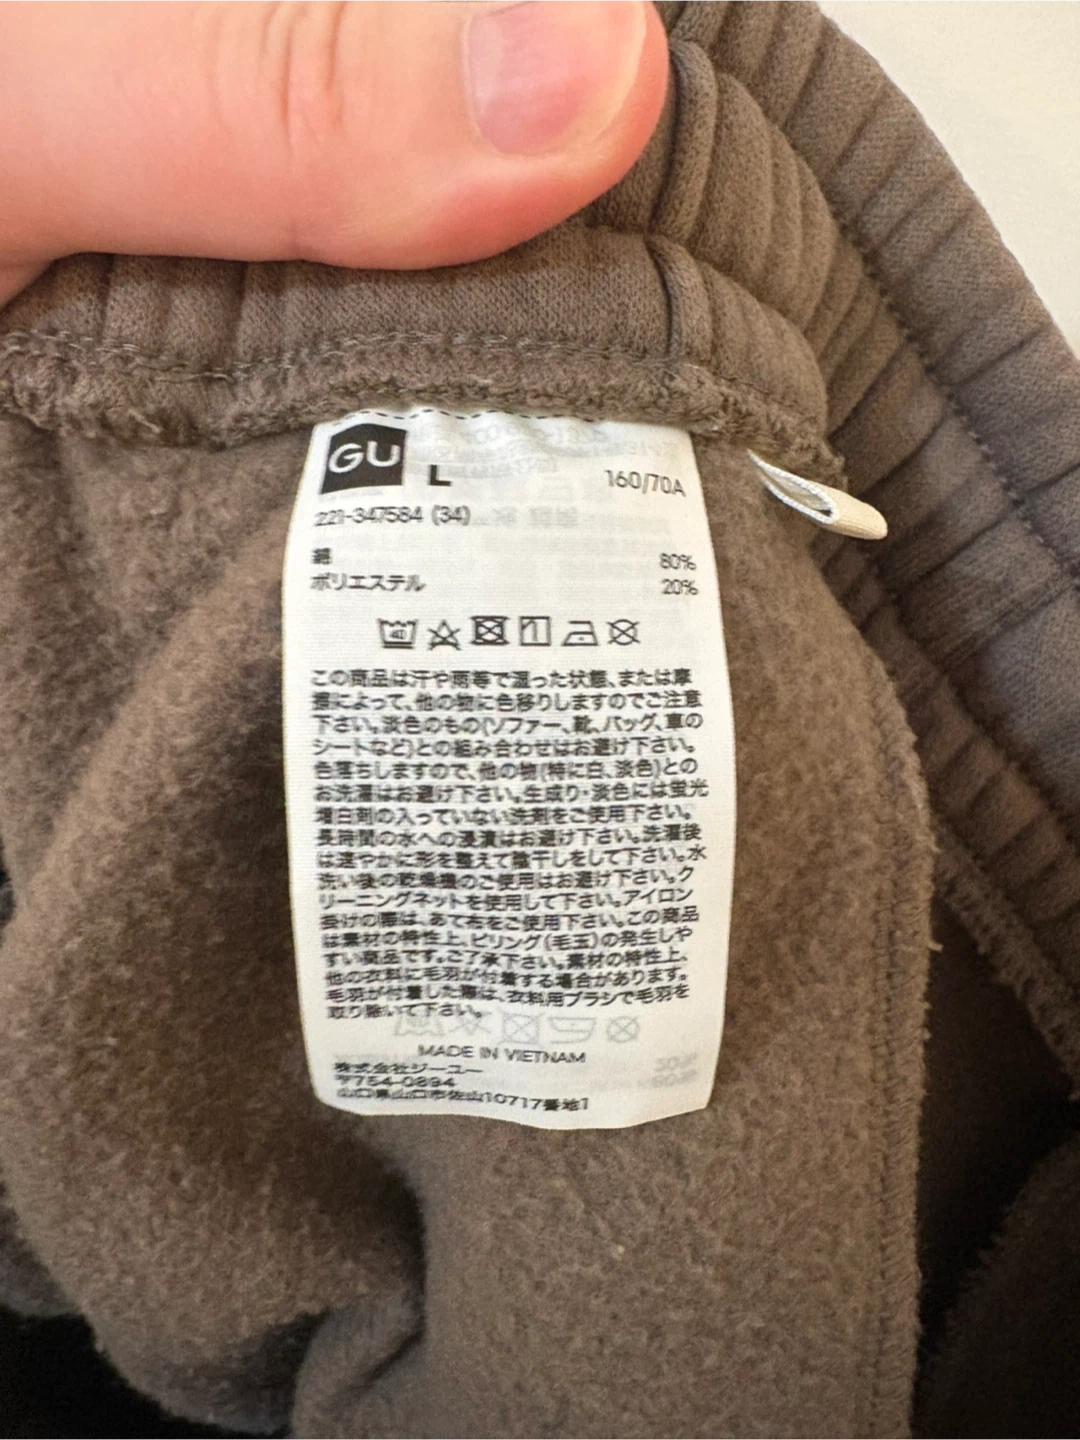 GU
L
160/70A
221-347584 (34)
綿 80%
ポリエステル 20%
40
この商品は汗や雨等で湿った状態、または摩
擦によって、他の物に色移りしますのでご注意
下さい。淡色のもの(ソファー、靴、バッグ、車の
シートなど)との組み合わせはお避け下さい。
色落ちしますので、他の物(特に白、淡色)との
お洗濯はお避け下さい。生成り・淡色には蛍光
増白剤の入っていない洗剤をご使用下さい。
長時間の水への浸漬はお避け下さい。洗濯後
は速やかに形を整えて陰干しをして下さい。水
洗い後の乾燥機のご使用はお避け下さい。ク
リーニングネットを使用して下さい。アイロン
掛けの際は、あて布をご使用下さい。この商品
は素材の特性上、ピリング(毛玉)の発生しや
すい商品です。ご了承下さい。素材の特性上、
他の衣料に毛羽が付着する場合があります。
毛羽が付着した際は、衣料用ブラシで毛羽を
取り除いて下さい。
MADE IN VIETNAM
株式会社ジーユー
〒754-0894
山口県山口市佐山10717番地1